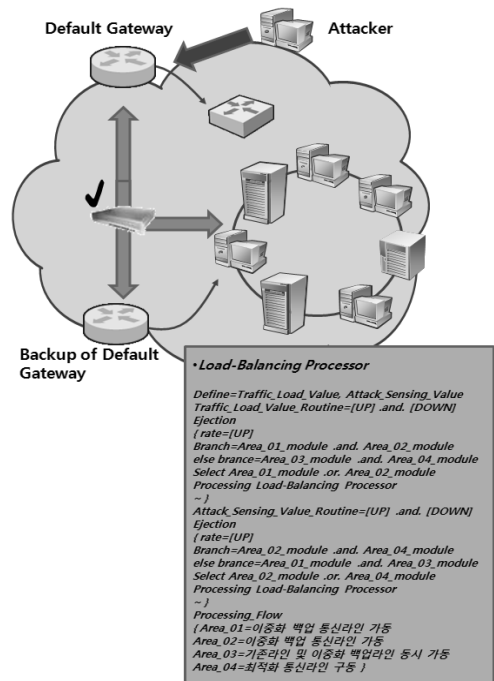 Default Gateway
Attacker
Backup of Default
Gateway
•Load-Balancing Processor
Define=Traffic_Load_Value, Attack_Sensing_Value
Traffic_Load_Value_Routine=[UP] .and. [DOWN]
Ejection
{ rate=[UP]
Branch=Area_01_module .and. Area_02_module
else brance=Area_03_module .and. Area_04_module
Select Area_01_module .or. Area_02_module
Processing Load-Balancing Processor
~ }
Attack_Sensing_Value_Routine=[UP] .and. [DOWN]
Ejection
{ rate=[UP]
Branch=Area_02_module .and. Area_04_module
else brance=Area_01_module .and. Area_03_module
Select Area_02_module .or. Area_04_module
Processing Load-Balancing Processor
~ }
Processing_Flow
{ Area_01=이중화 백업 통신라인 가동
Area_02=이중화 백업 통신라인 가동
Area_03=기존라인 및 이중화 백업라인 동시 가동
Area_04=최적화 통신라인 구동 }